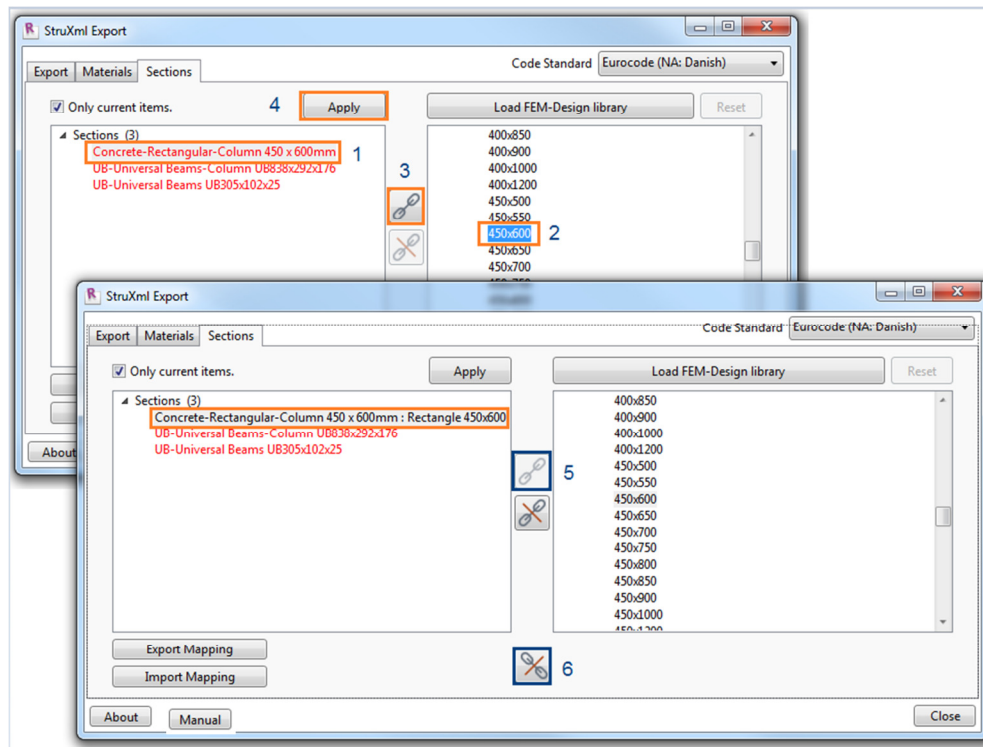 StruXml Export
Code Standard Eurocode (NA: Danish)
Export Materials Sections
Only current items. 4 Apply Load FEM-Design library Reset
Sections (3)
Concrete-Rectangular-Column 450 x 600mm 1
UB-Universal Beams-Column UB838x292x176
UB-Universal Beams UB305x102x25
3
400x850
400x900
400x1000
400x1200
450x500
450x550
450x600 2
450x650
450x700
About
StruXml Export
Code Standard Eurocode (NA: Danish)
Export Materials Sections
Only current items. Apply Load FEM-Design library Reset
Sections (3)
Concrete-Rectangular-Column 450 x 600mm : Rectangle 450x600
UB-Universal Beams-Column UB838x292x176
UB-Universal Beams UB305x102x25
5
400x850
400x900
400x1000
400x1200
450x500
450x550
450x600
450x650
450x700
450x750
450x800
450x850
450x900
450x1000
450x1200
Export Mapping
Import Mapping
6
About Manual Close